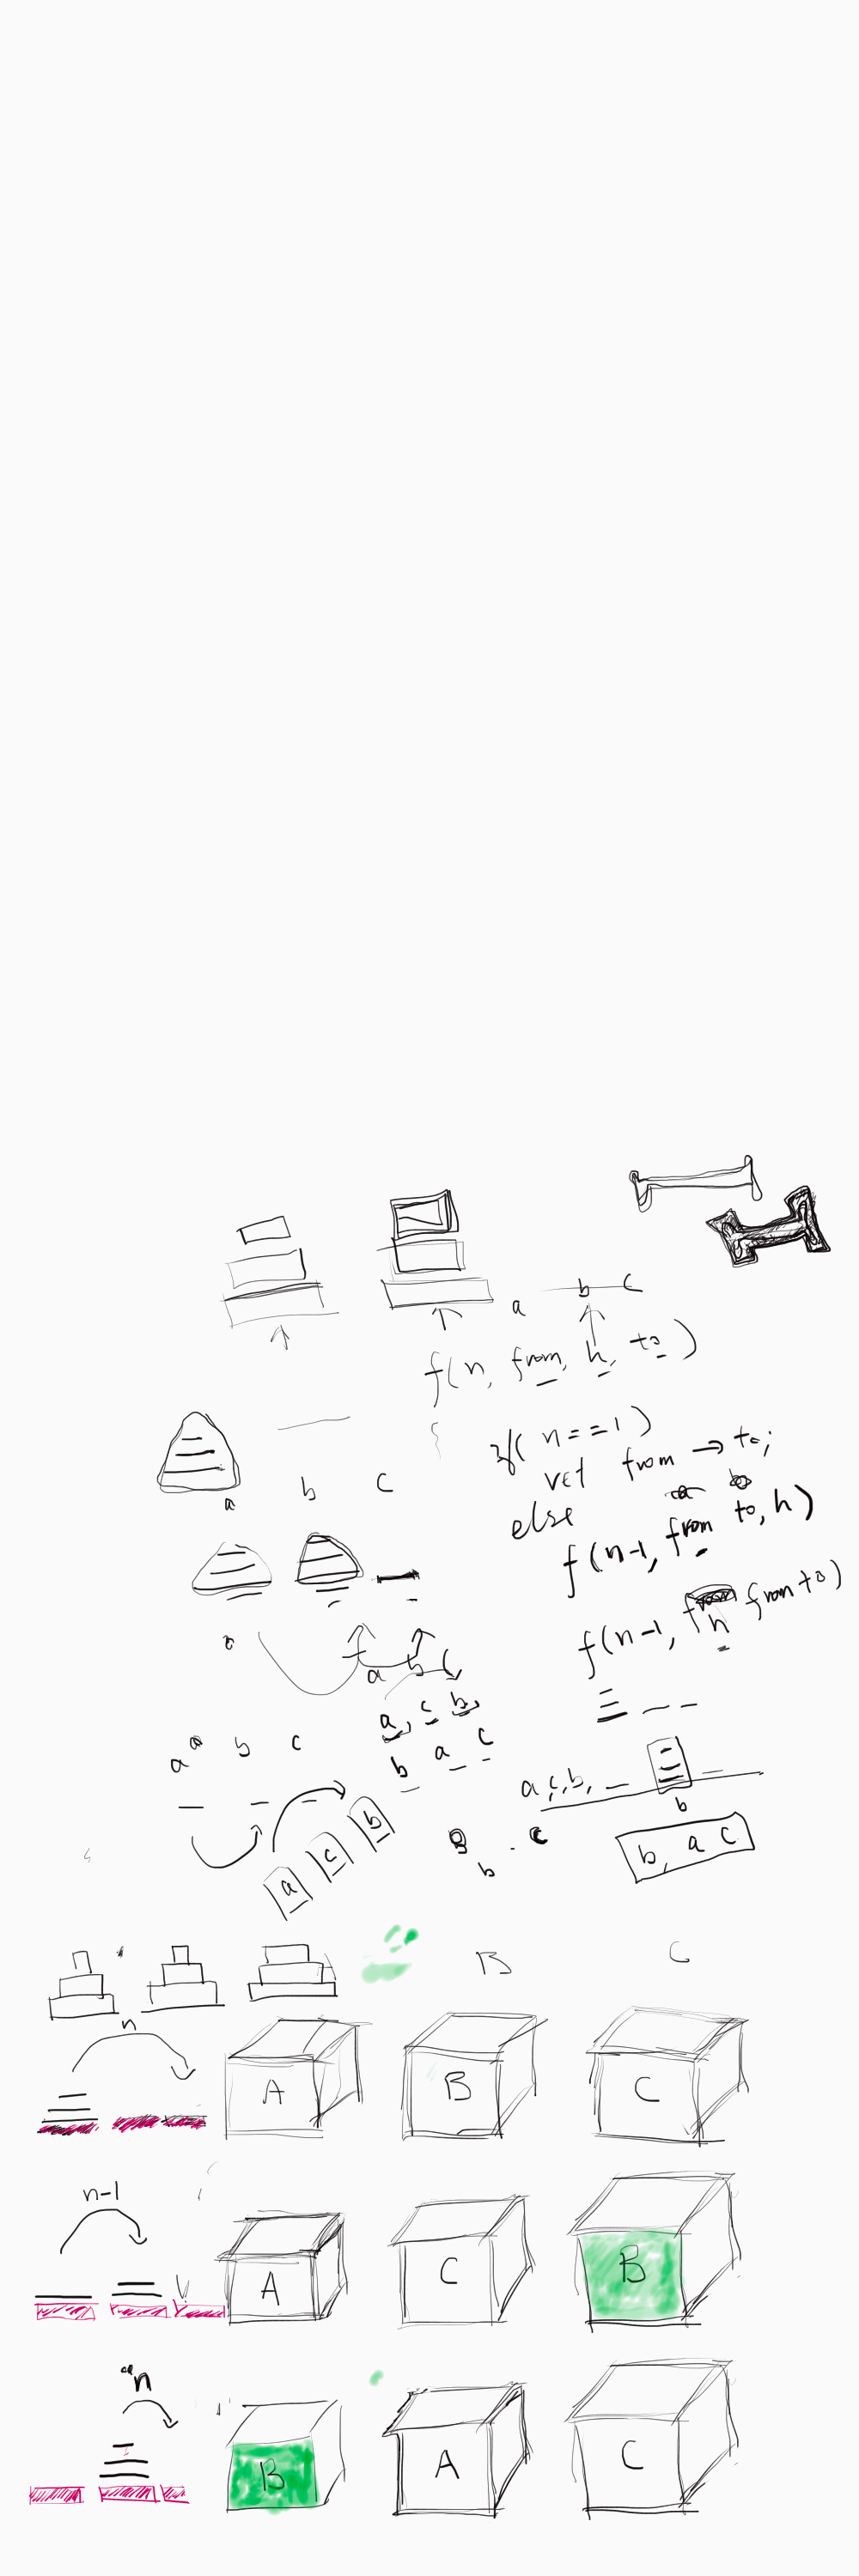 a b c
f(n, from, h, to)
if( n==1)
ret from → to;
a b c
else
f(n-1, from to, h)
f(n-1, h from to)
a b c
a, c b,
a b c
b a c
a, c, b,
b
a c b
b
b, a c
B C
n
A B C
n-1
A C B
n
B A C